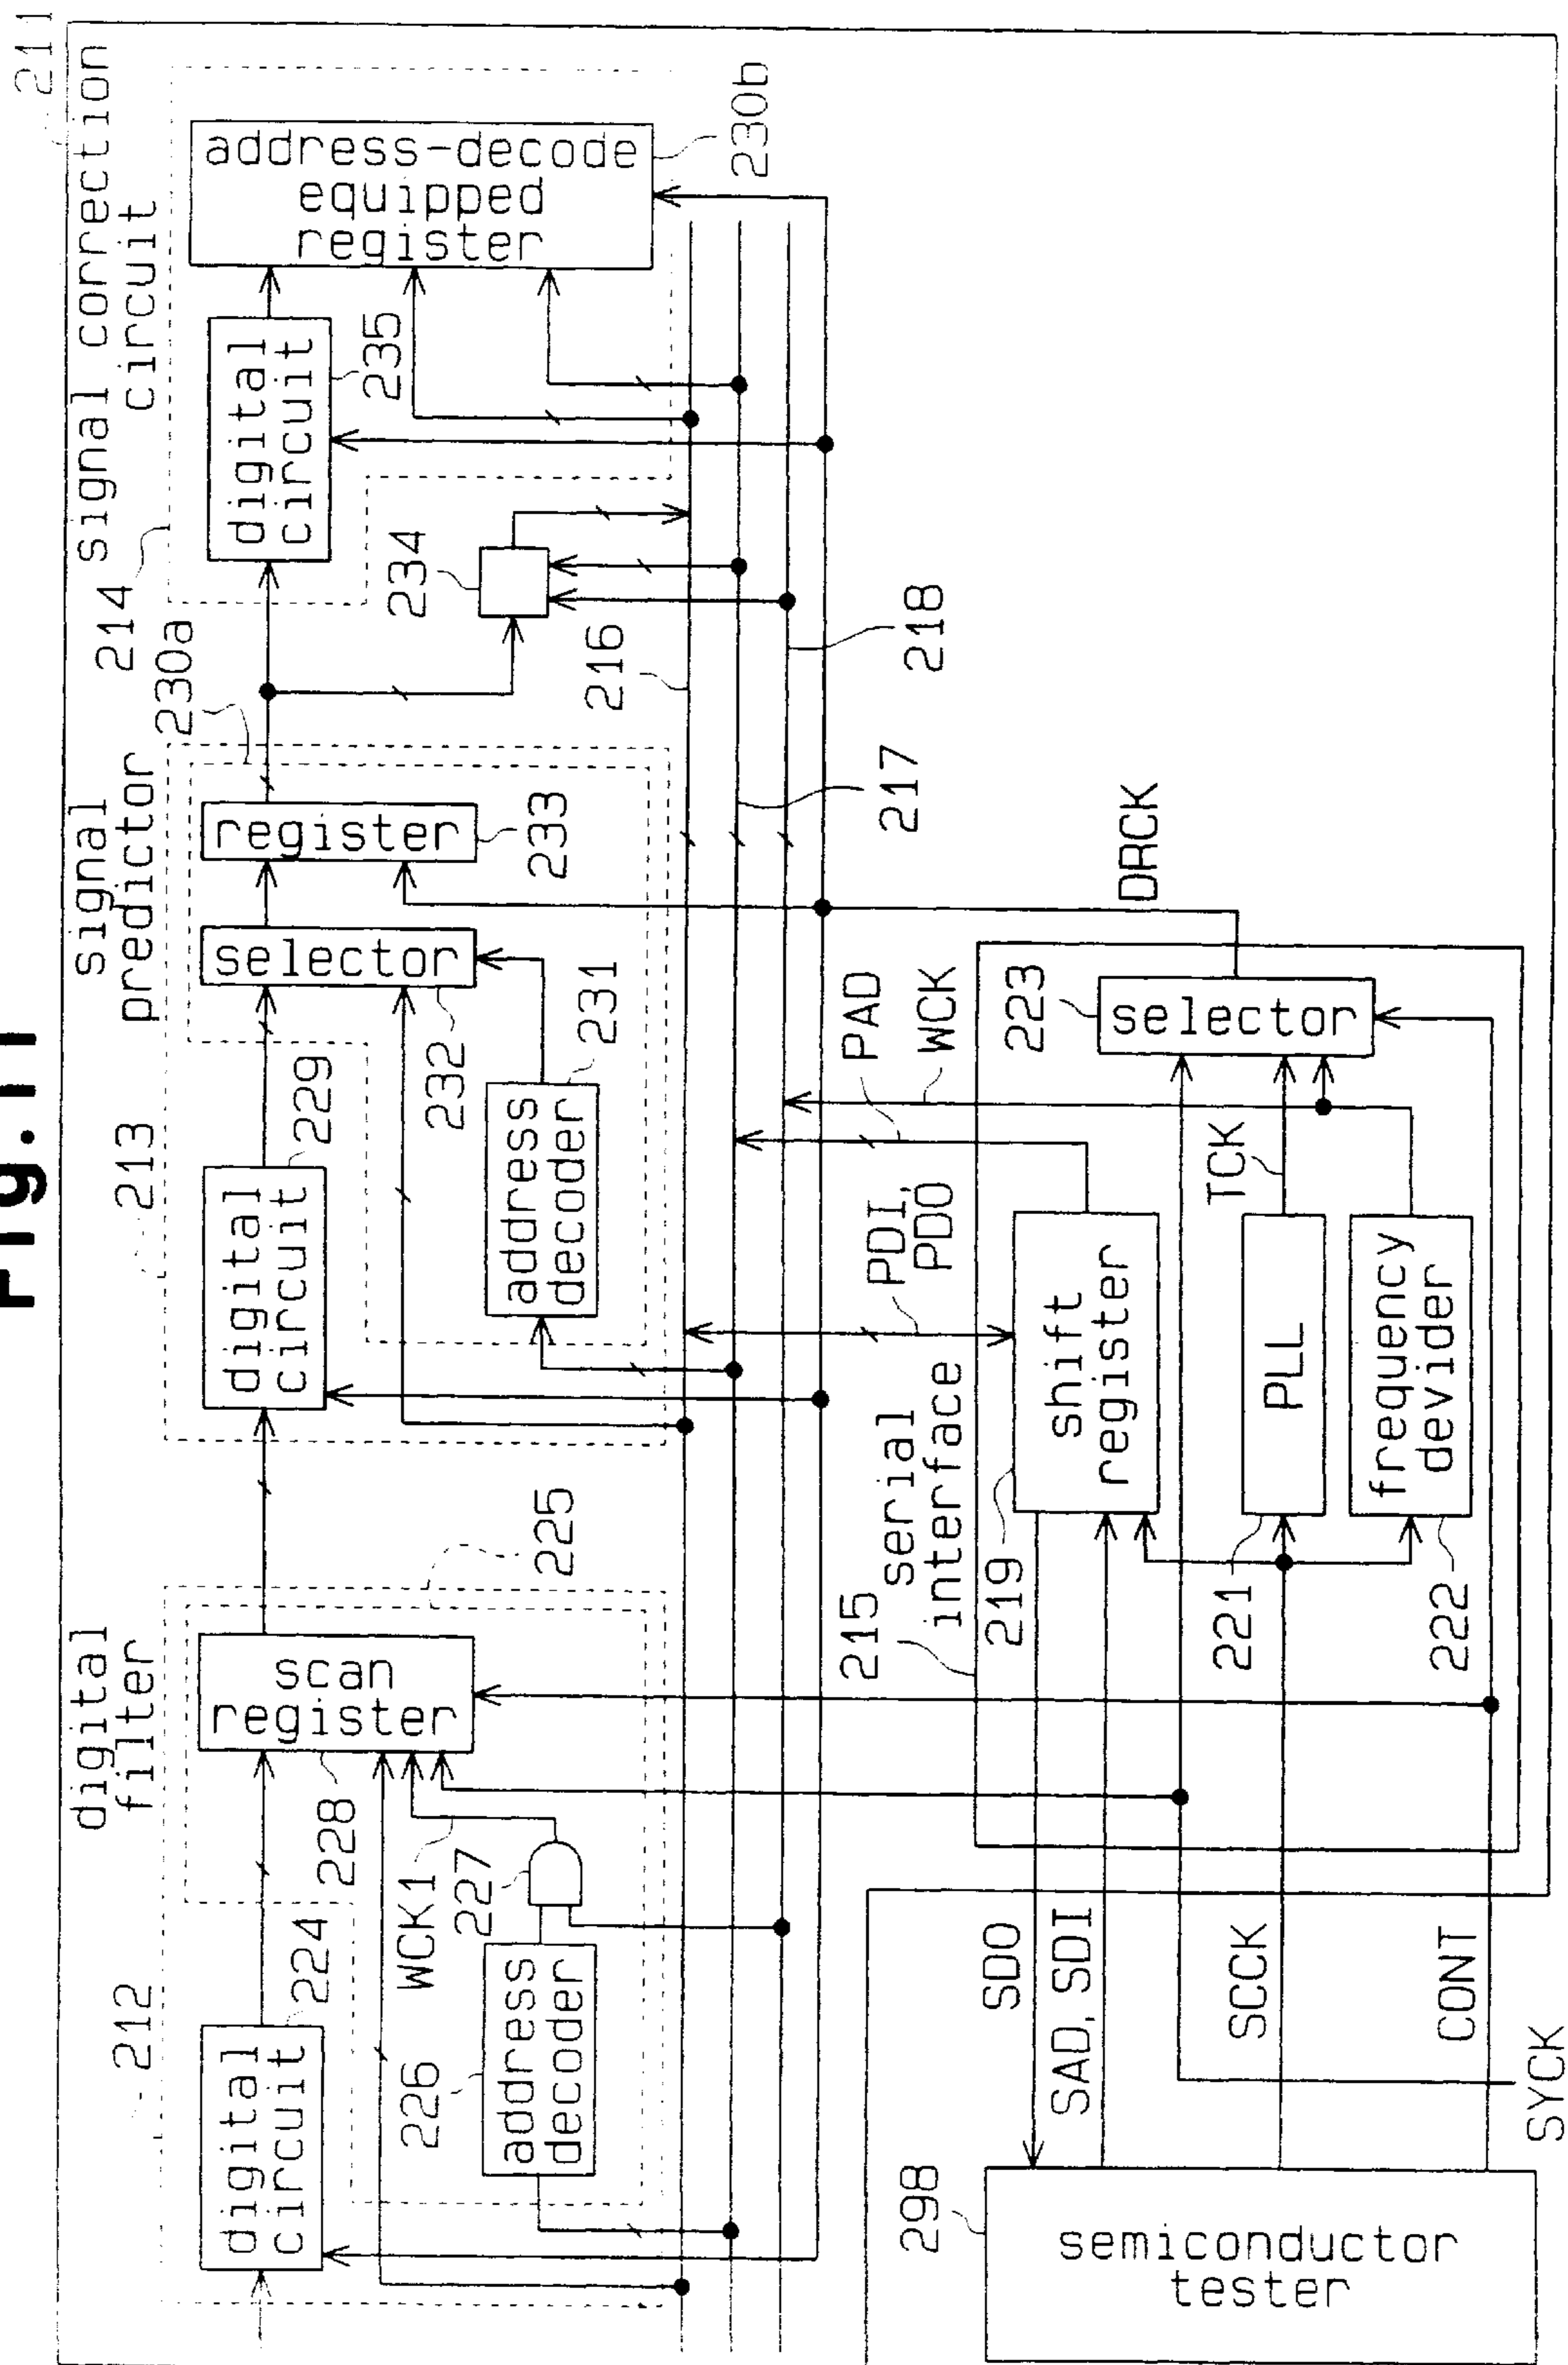 Fig.11
211
digital
filter
signal
predictor
signal correction
circuit
212
213
214
230a
digital
circuit
224
scan
register
228
225
WCK1
227
226
address
decoder
digital
circuit
229
selector
232
register
233
address
decoder
231
234
digital
circuit
235
address-decode
equipped
register
230b
216
217
218
215
serial
interface
PDI,
PDO
PAD
WCK
DRCK
219
shift
register
221
PLL
TCK
222
frequency
devider
223
selector
298
semiconductor
tester
SDO
SAD, SDI
SCCK
CONT
SYCK